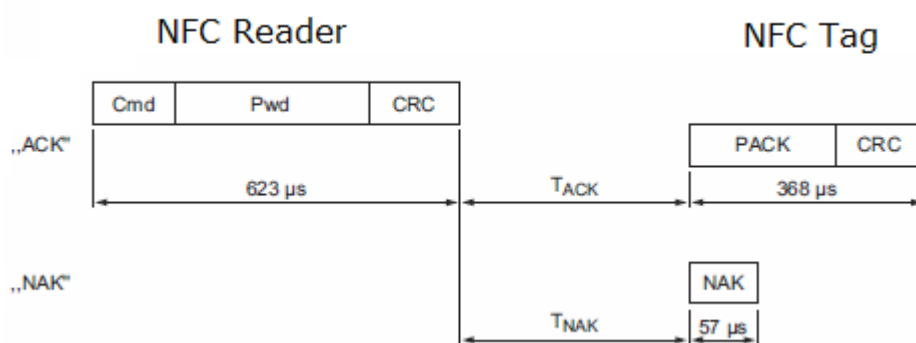 NFC Reader NFC Tag
Cmd Pwd CRC
„ACK” PACK CRC
623 µs TACK 368 µs
„NAK” NAK
TNAK 57 µs